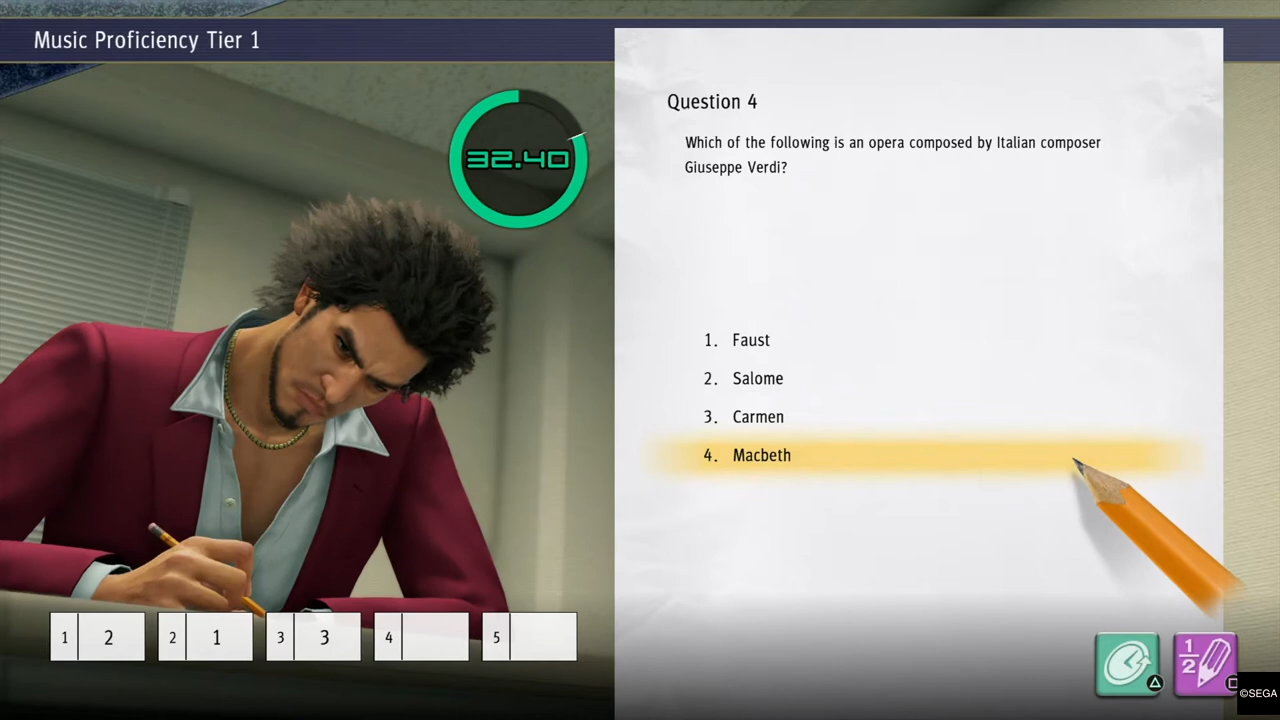 Music Proficiency Tier 1
32.40
Question 4
Which of the following is an opera composed by Italian composer
Giuseppe Verdi?
1. Faust
2. Salome
3. Carmen
4. Macbeth
1 2 2 1 3 3 4 5
1/2
©SEGA